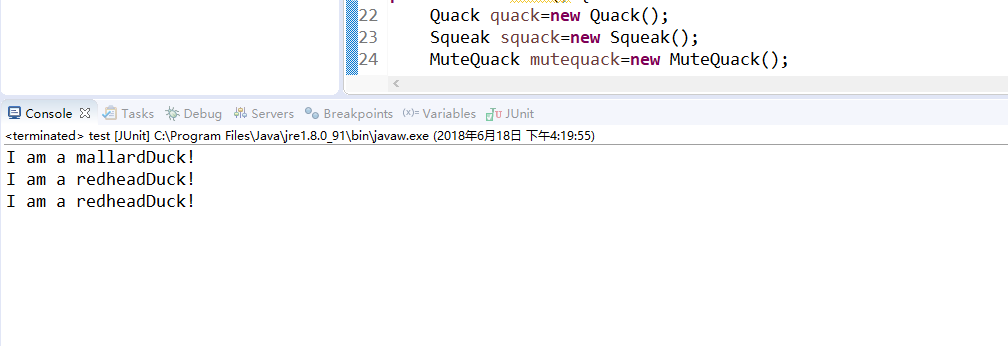 22 Quack quack=new Quack();
23 Squeak squack=new Squeak();
24 MuteQuack mutequack=new MuteQuack();
Console Tasks Debug Servers Breakpoints (x)= Variables JUnit
<terminated> test [JUnit] C:\Program Files\Java\jre1.8.0_91\bin\javaw.exe (2018年6月18日 下午4:19:55)
I am a mallardDuck!
I am a redheadDuck!
I am a redheadDuck!